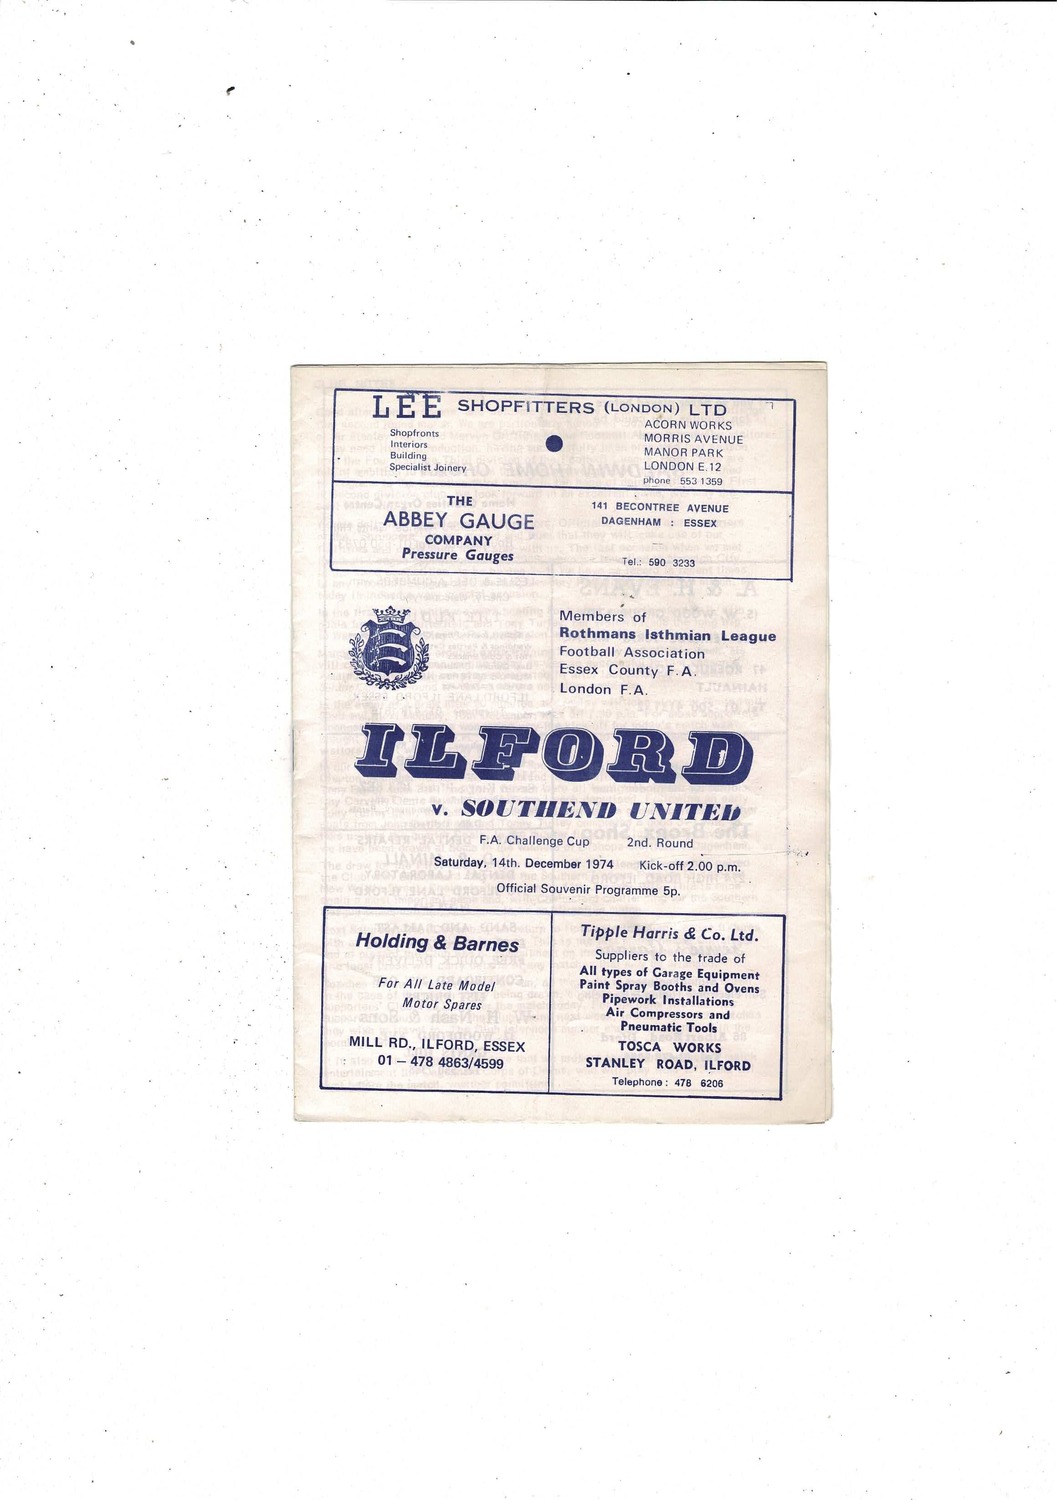 LEE SHOPFITTERS (LONDON) LTD
Shopfronts
Interiors
Building
Specialist Joinery
ACORN WORKS
MORRIS AVENUE
MANOR PARK
LONDON E.12
phone 553 1359
THE
ABBEY GAUGE
COMPANY
Pressure Gauges
141 BECONTREE AVENUE
DAGENHAM : ESSEX
Tel.: 590 3233
Members of
Rothmans Isthmian League
Football Association
Essex County F.A.
London F.A.
ILFORD
v. SOUTHEND UNITED
F.A. Challenge Cup 2nd. Round
Saturday, 14th. December 1974 Kick-off 2.00 p.m.
Official Souvenir Programme 5p.
Holding & Barnes
For All Late Model
Motor Spares
MILL RD., ILFORD, ESSEX
01 – 478 4863/4599
Tipple Harris & Co. Ltd.
Suppliers to the trade of
All types of Garage Equipment
Paint Spray Booths and Ovens
Pipework Installations
Air Compressors and
Pneumatic Tools
TOSCA WORKS
STANLEY ROAD, ILFORD
Telephone: 478 6206